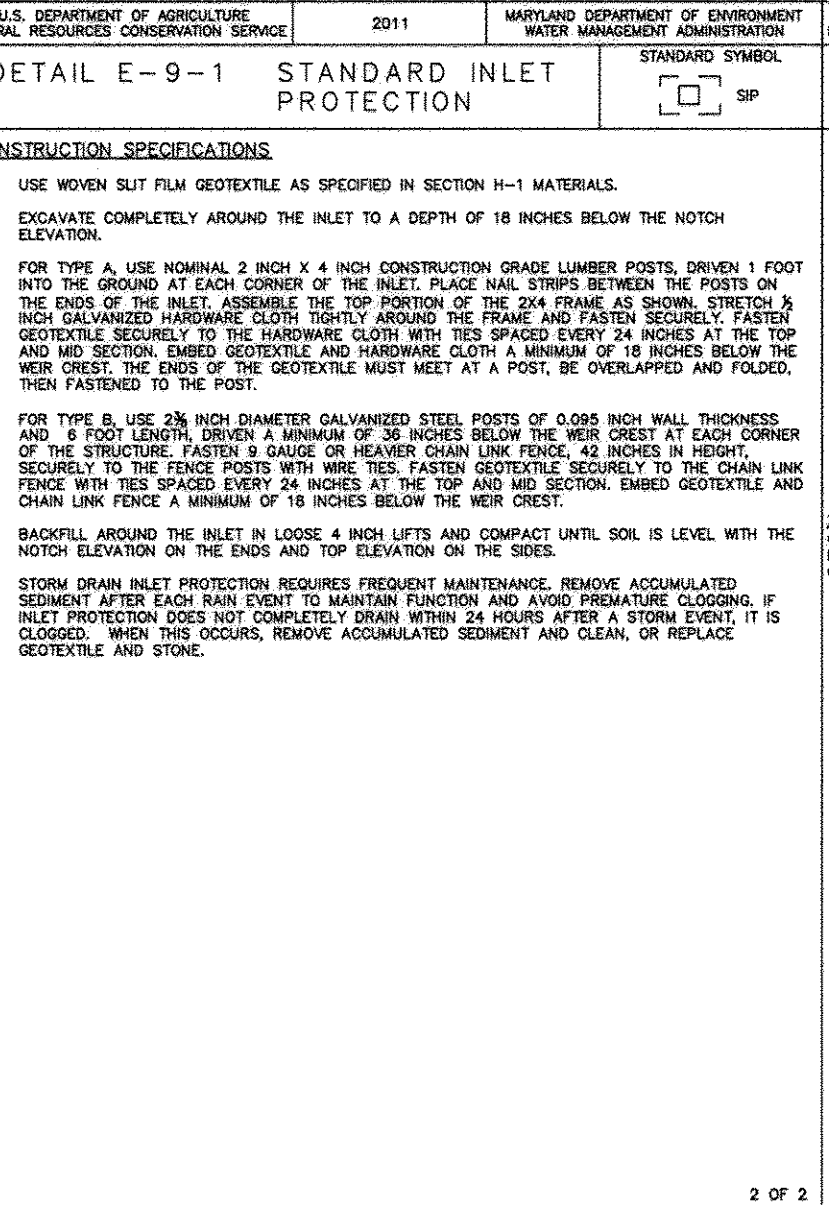 U.S. DEPARTMENT OF AGRICULTURE
RAL RESOURCES CONSERVATION SERVICE
2011
MARYLAND DEPARTMENT OF ENVIRONMENT
WATER MANAGEMENT ADMINISTRATION
DETAIL E-9-1 STANDARD INLET
PROTECTION
STANDARD SYMBOL
SIP
NSTRUCTION SPECIFICATIONS
USE WOVEN SLIT FILM GEOTEXTILE AS SPECIFIED IN SECTION H-1 MATERIALS.
EXCAVATE COMPLETELY AROUND THE INLET TO A DEPTH OF 18 INCHES BELOW THE NOTCH
ELEVATION.
FOR TYPE A, USE NOMINAL 2 INCH X 4 INCH CONSTRUCTION GRADE LUMBER POSTS, DRIVEN 1 FOOT
INTO THE GROUND AT EACH CORNER OF THE INLET. PLACE NAIL STRIPS BETWEEN THE POSTS ON
THE ENDS OF THE INLET. ASSEMBLE THE TOP PORTION OF THE 2X4 FRAME AS SHOWN. STRETCH ½
INCH GALVANIZED HARDWARE CLOTH TIGHTLY AROUND THE FRAME AND FASTEN SECURELY. FASTEN
GEOTEXTILE SECURELY TO THE HARDWARE CLOTH WITH TIES SPACED EVERY 24 INCHES AT THE TOP
AND MID SECTION. EMBED GEOTEXTILE AND HARDWARE CLOTH A MINIMUM OF 18 INCHES BELOW THE
WEIR CREST. THE ENDS OF THE GEOTEXTILE MUST MEET AT A POST, BE OVERLAPPED AND FOLDED,
THEN FASTENED TO THE POST.
FOR TYPE B, USE 2⅜ INCH DIAMETER GALVANIZED STEEL POSTS OF 0.095 INCH WALL THICKNESS
AND 6 FOOT LENGTH, DRIVEN A MINIMUM OF 36 INCHES BELOW THE WEIR CREST AT EACH CORNER
OF THE STRUCTURE. FASTEN 9 GAUGE OR HEAVIER CHAIN LINK FENCE, 42 INCHES IN HEIGHT,
SECURELY TO THE FENCE POSTS WITH WIRE TIES. FASTEN GEOTEXTILE SECURELY TO THE CHAIN LINK
FENCE WITH TIES SPACED EVERY 24 INCHES AT THE TOP AND MID SECTION. EMBED GEOTEXTILE AND
CHAIN LINK FENCE A MINIMUM OF 18 INCHES BELOW THE WEIR CREST.
BACKFILL AROUND THE INLET IN LOOSE 4 INCH LIFTS AND COMPACT UNTIL SOIL IS LEVEL WITH THE
NOTCH ELEVATION ON THE ENDS AND TOP ELEVATION ON THE SIDES.
STORM DRAIN INLET PROTECTION REQUIRES FREQUENT MAINTENANCE. REMOVE ACCUMULATED
SEDIMENT AFTER EACH RAIN EVENT TO MAINTAIN FUNCTION AND AVOID PREMATURE CLOGGING. IF
INLET PROTECTION DOES NOT COMPLETELY DRAIN WITHIN 24 HOURS AFTER A STORM EVENT, IT IS
CLOGGED. WHEN THIS OCCURS, REMOVE ACCUMULATED SEDIMENT AND CLEAN, OR REPLACE
GEOTEXTILE AND STONE.
2 OF 2